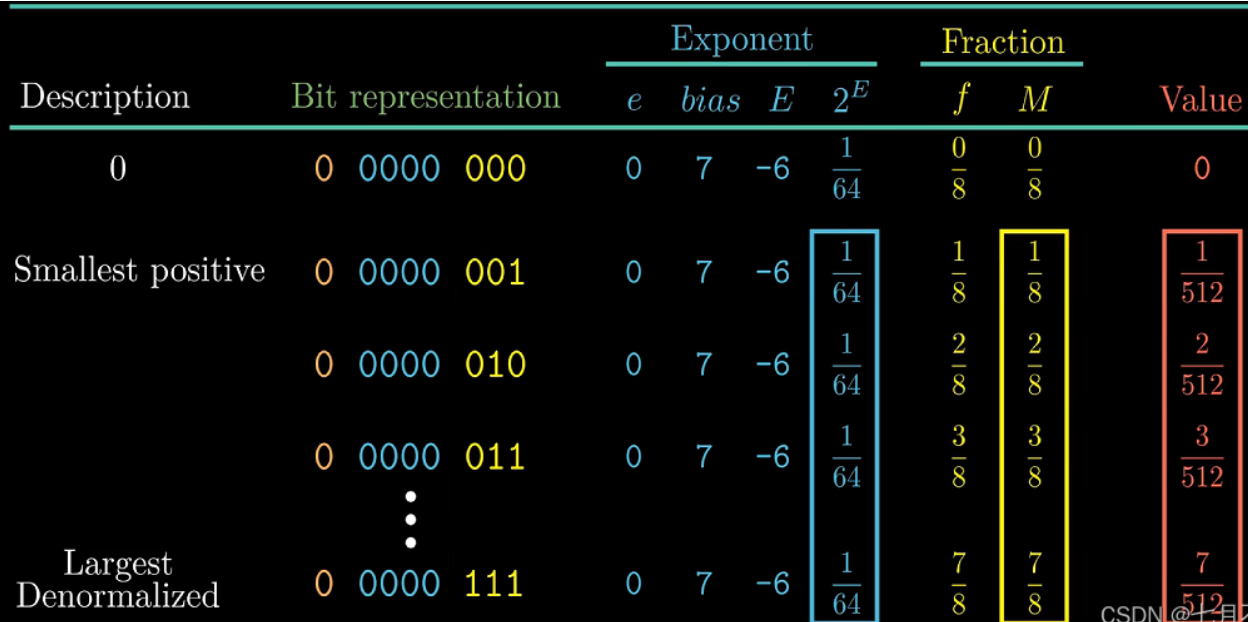 Exponent Fraction
Description Bit representation e bias E 2^E f M Value
0 0 0000 000 0 7 -6 1/64 0/8 0/8 0
Smallest positive 0 0000 001 0 7 -6 1/64 1/8 1/8 1/512
0 0000 010 0 7 -6 1/64 2/8 2/8 2/512
0 0000 011 0 7 -6 1/64 3/8 3/8 3/512
Largest
Denormalized 0 0000 111 0 7 -6 1/64 7/8 7/8 7/512
CSDN @十月